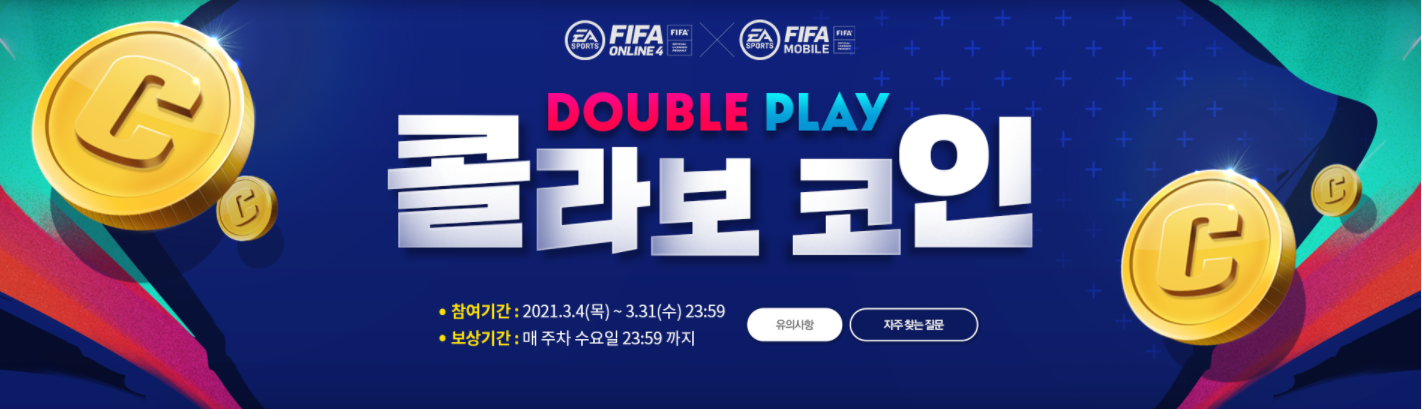 EA SPORTS FIFA ONLINE 4 FIFA EA SPORTS FIFA MOBILE FIFA
DOUBLE PLAY
콜라보 코인
• 참여기간 : 2021.3.4(목) ~ 3.31(수) 23:59
• 보상기간 : 매 주차 수요일 23:59 까지
유의사항
자주 찾는 질문
C
C
C
C